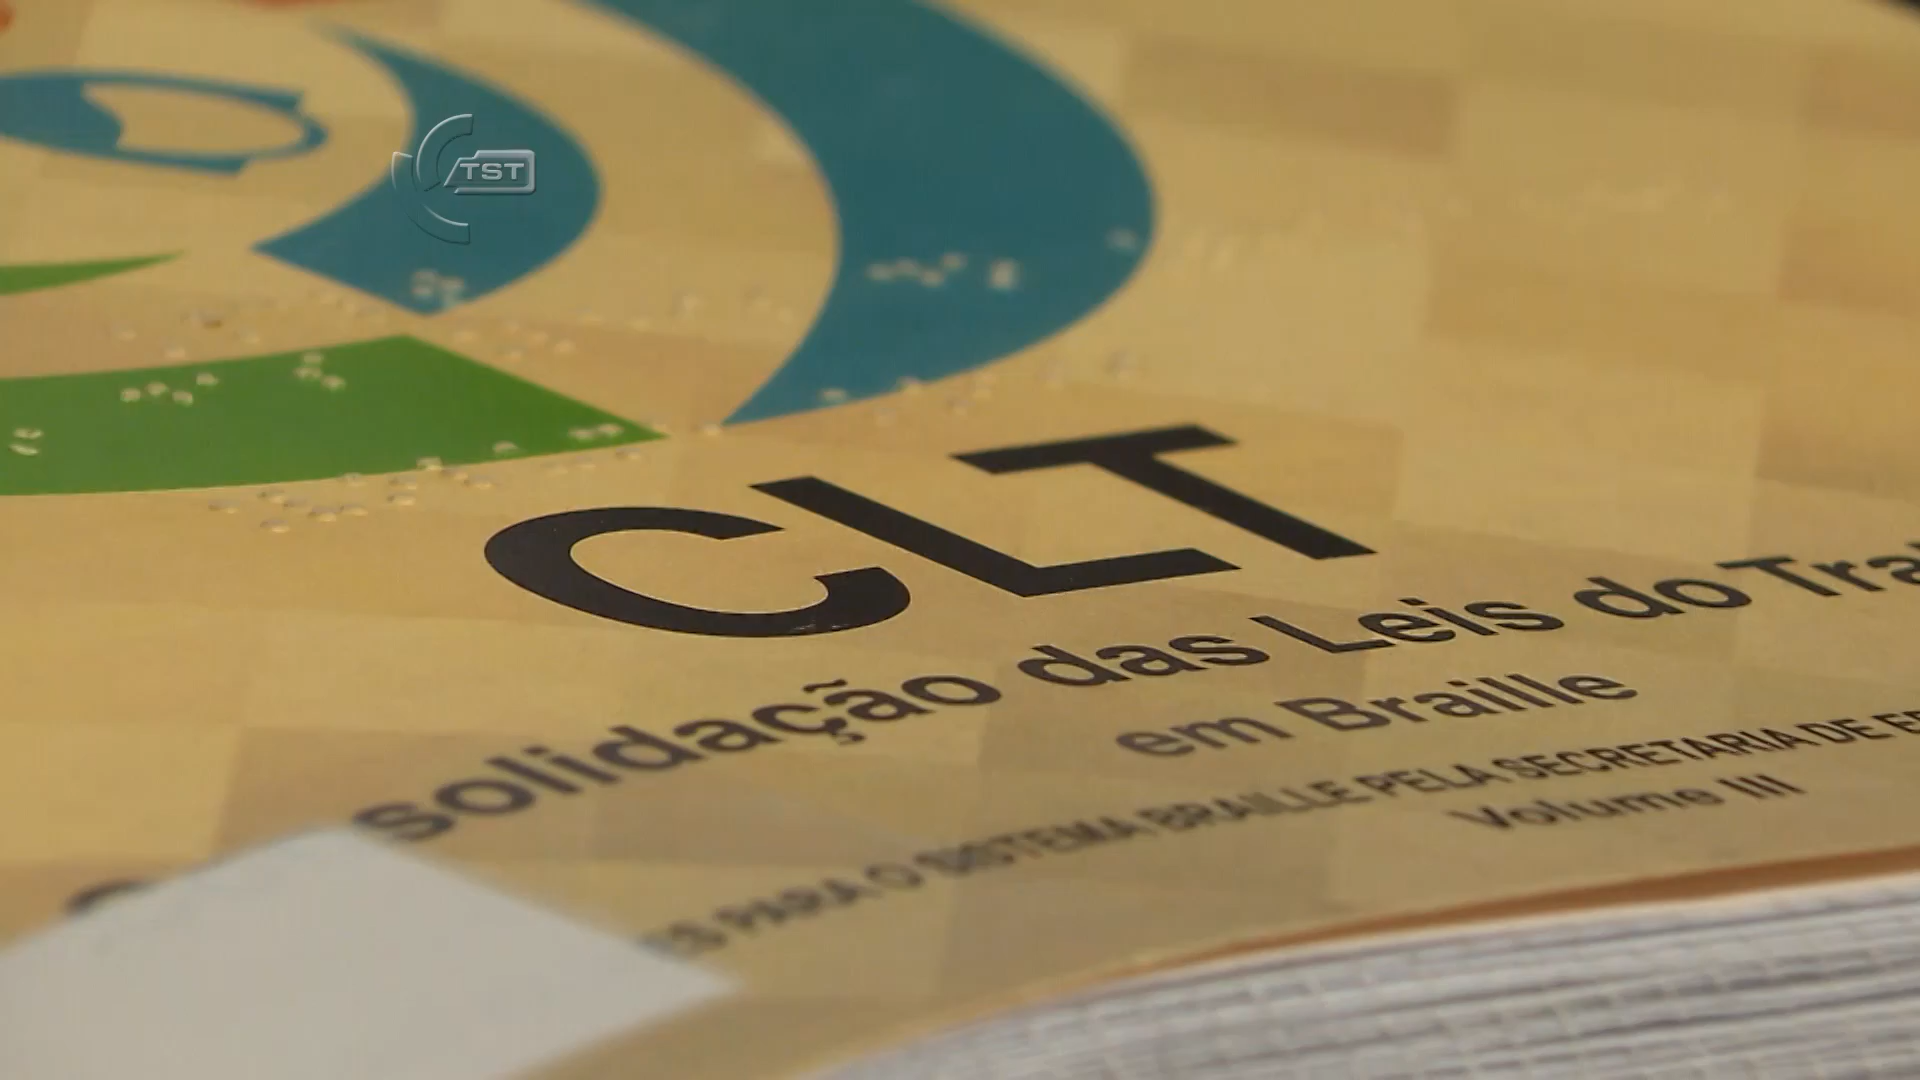 TST
CLT
solidação das Leis do Tra
em Braille
PARA O SISTEMA BRAILLE PELA SECRETARIA DE
Volume III